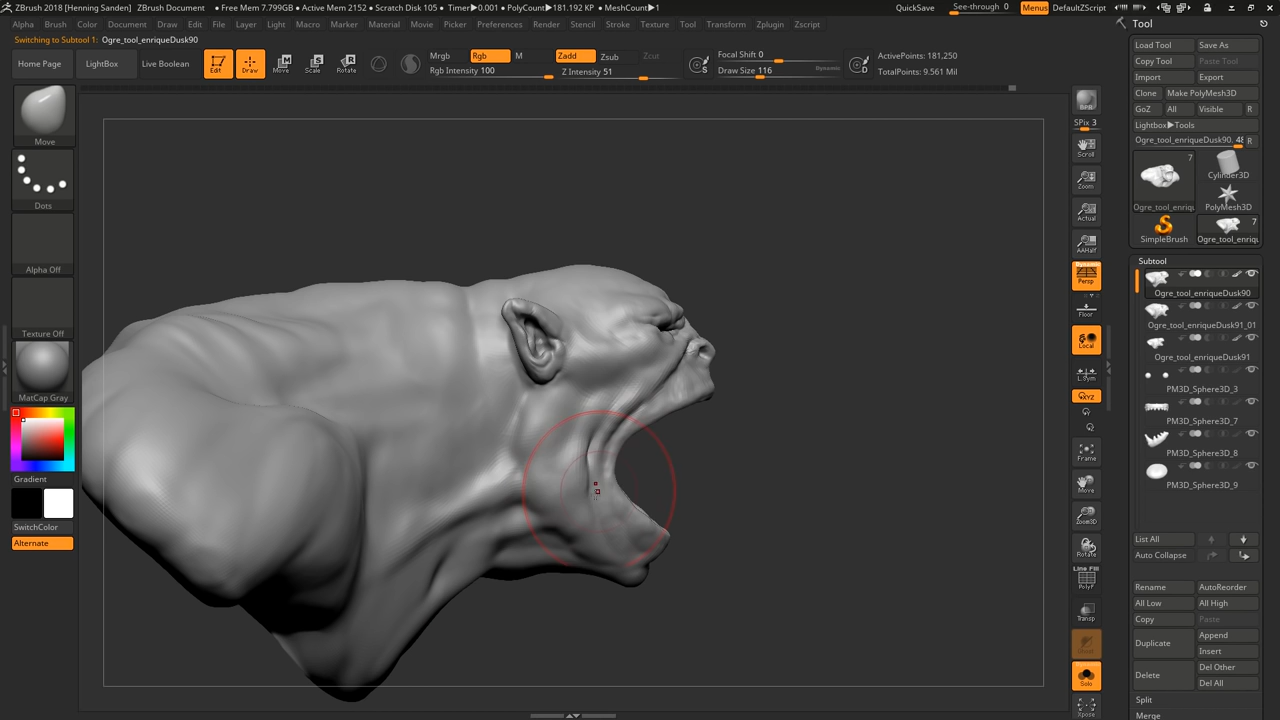 ZBrush 2018 [Henning Sanden] ZBrush Document • Free Mem 7.799GB • Active Mem 2152 • Scratch Disk 105 • Timer▶0.001 • PolyCount▶181.192 KP • MeshCount▶1 QuickSave See-through 0 Menus DefaultZScript
Alpha Brush Color Document Draw Edit File Layer Light Macro Marker Material Movie Picker Preferences Render Stencil Stroke Texture Tool Transform Zplugin Zscript
Switching to Subtool 1: Ogre_tool_enriqueDusk90
Home Page
LightBox
Live Boolean
Edit
Draw
Move
Scale
Rotate
Mrgb Rgb M
Rgb Intensity 100
Zadd Zsub Zcut
Z Intensity 51
S
Focal Shift 0
Draw Size 116
Dynamic
D
ActivePoints: 181,250
TotalPoints: 9.561 Mil
Move
Dots
Alpha Off
Texture Off
MatCap Gray
Gradient
SwitchColor
Alternate
BPR
SPix 3
Scroll
Zoom
Actual
AAHalf
Dynamic
Persp
Floor
Local
L.Sym
XYZ
Frame
Move
Zoom3D
Rotate
Line Fill
PolyF
Transp
Solo
Xpose
Tool
Load Tool Save As
Copy Tool Paste Tool
Import Export
Clone Make PolyMesh3D
GoZ All Visible R
Lightbox▶Tools
Ogre_tool_enriqueDusk90. 48 R
7
Cylinder3D
Ogre_tool_enriqu PolyMesh3D
7
SimpleBrush Ogre_tool_enriqu
Subtool
Ogre_tool_enriqueDusk90
Ogre_tool_enriqueDusk91_01
Ogre_tool_enriqueDusk91
PM3D_Sphere3D_3
PM3D_Sphere3D_7
PM3D_Sphere3D_8
PM3D_Sphere3D_9
List All
Auto Collapse
Rename AutoReorder
All Low All High
Copy Paste
Duplicate Append
Insert
Delete Del Other
Del All
Split
Merge